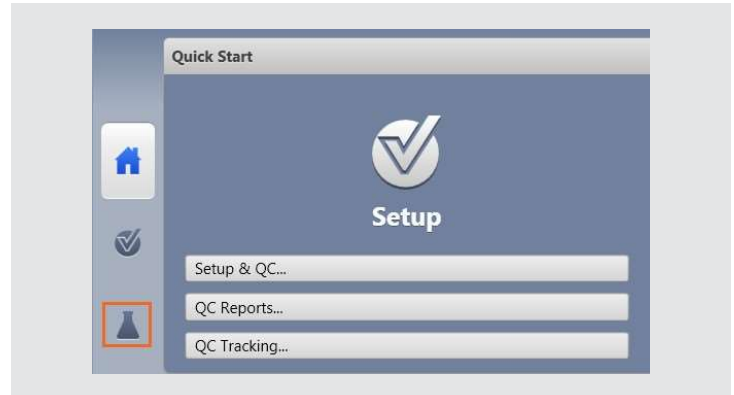 Quick Start
Setup
Setup & QC...
QC Reports...
QC Tracking...